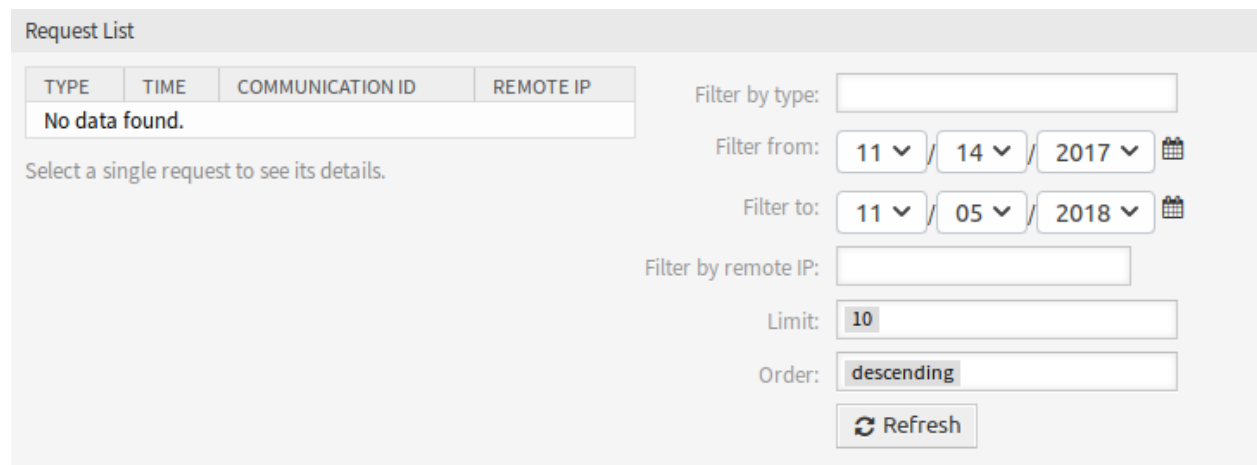 Request List
TYPE TIME COMMUNICATION ID REMOTE IP
No data found.
Select a single request to see its details.
Filter by type:
Filter from: 11 / 14 / 2017
Filter to: 11 / 05 / 2018
Filter by remote IP:
Limit: 10
Order: descending
Refresh